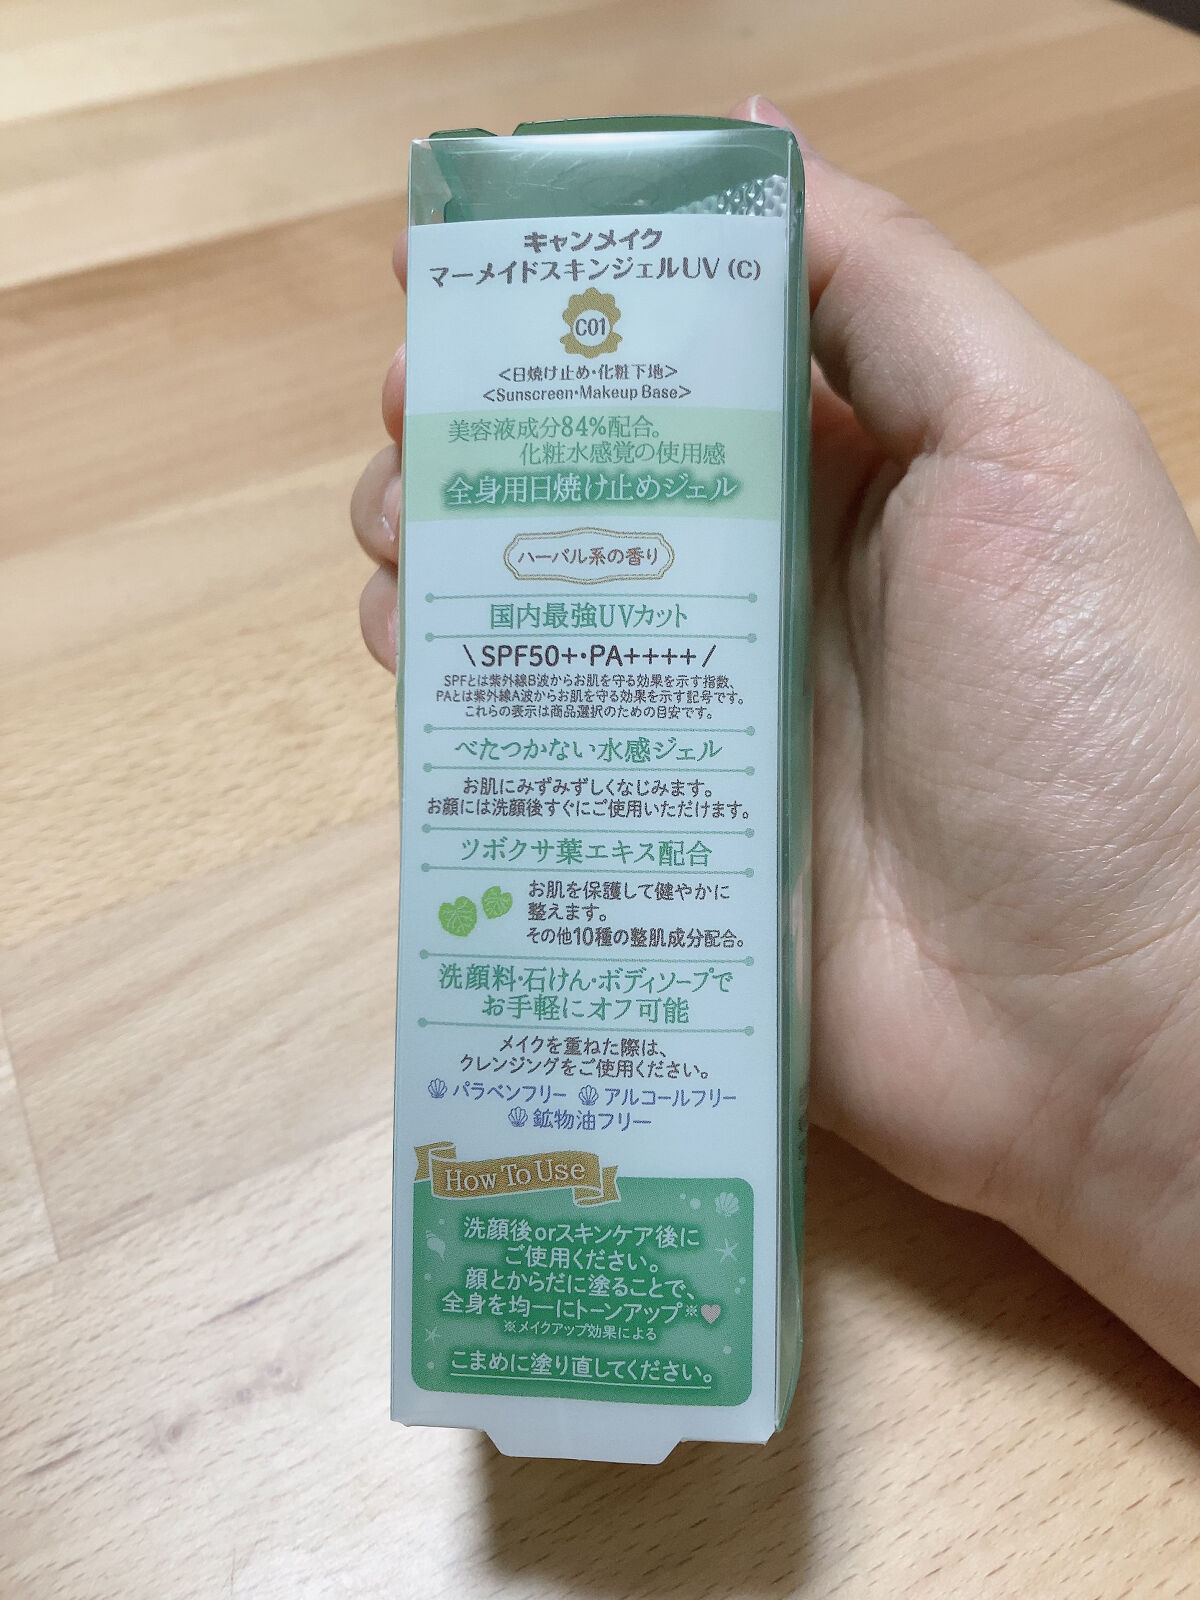 キャンメイク
マーメイドスキンジェルUV (C)
C01
<日焼け止め・化粧下地>
<Sunscreen・Makeup Base>
美容液成分84%配合。
化粧水感覚の使用感
全身用日焼け止めジェル
ハーバル系の香り
国内最強UVカット
\ SPF50+・PA++++ /
SPFとは紫外線B波からお肌を守る効果を示す指数、
PAとは紫外線A波からお肌を守る効果を示す記号です。
これらの表示は商品選択のための目安です。
べたつかない水感ジェル
お肌にみずみずしくなじみます。
お顔には洗顔後すぐにご使用いただけます。
ツボクサ葉エキス配合
お肌を保護して健やかに
整えます。
その他10種の整肌成分配合。
洗顔料・石けん・ボディソープで
お手軽にオフ可能
メイクを重ねた際は、
クレンジングをご使用ください。
パラベンフリー アルコールフリー
鉱物油フリー
How To Use
洗顔後orスキンケア後に
ご使用ください。
顔とからだに塗ることで、
全身を均一にトーンアップ※♥
※メイクアップ効果による
こまめに塗り直してください。